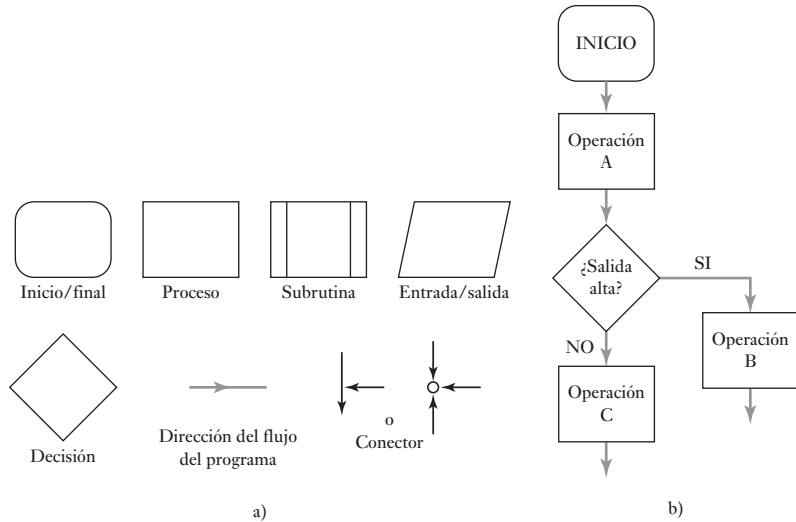 INICIO
Operación
A
¿Salida
alta?
SI
NO
Operación
B
Operación
C
b)
Inicio/final
Proceso
Subrutina
Entrada/salida
Decisión
Dirección del flujo
del programa
o
Conector
a)